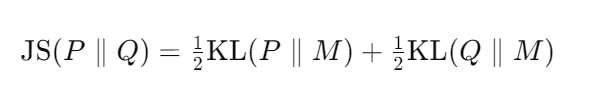 JS(P ∥ Q) = ½KL(P ∥ M) + ½KL(Q ∥ M)